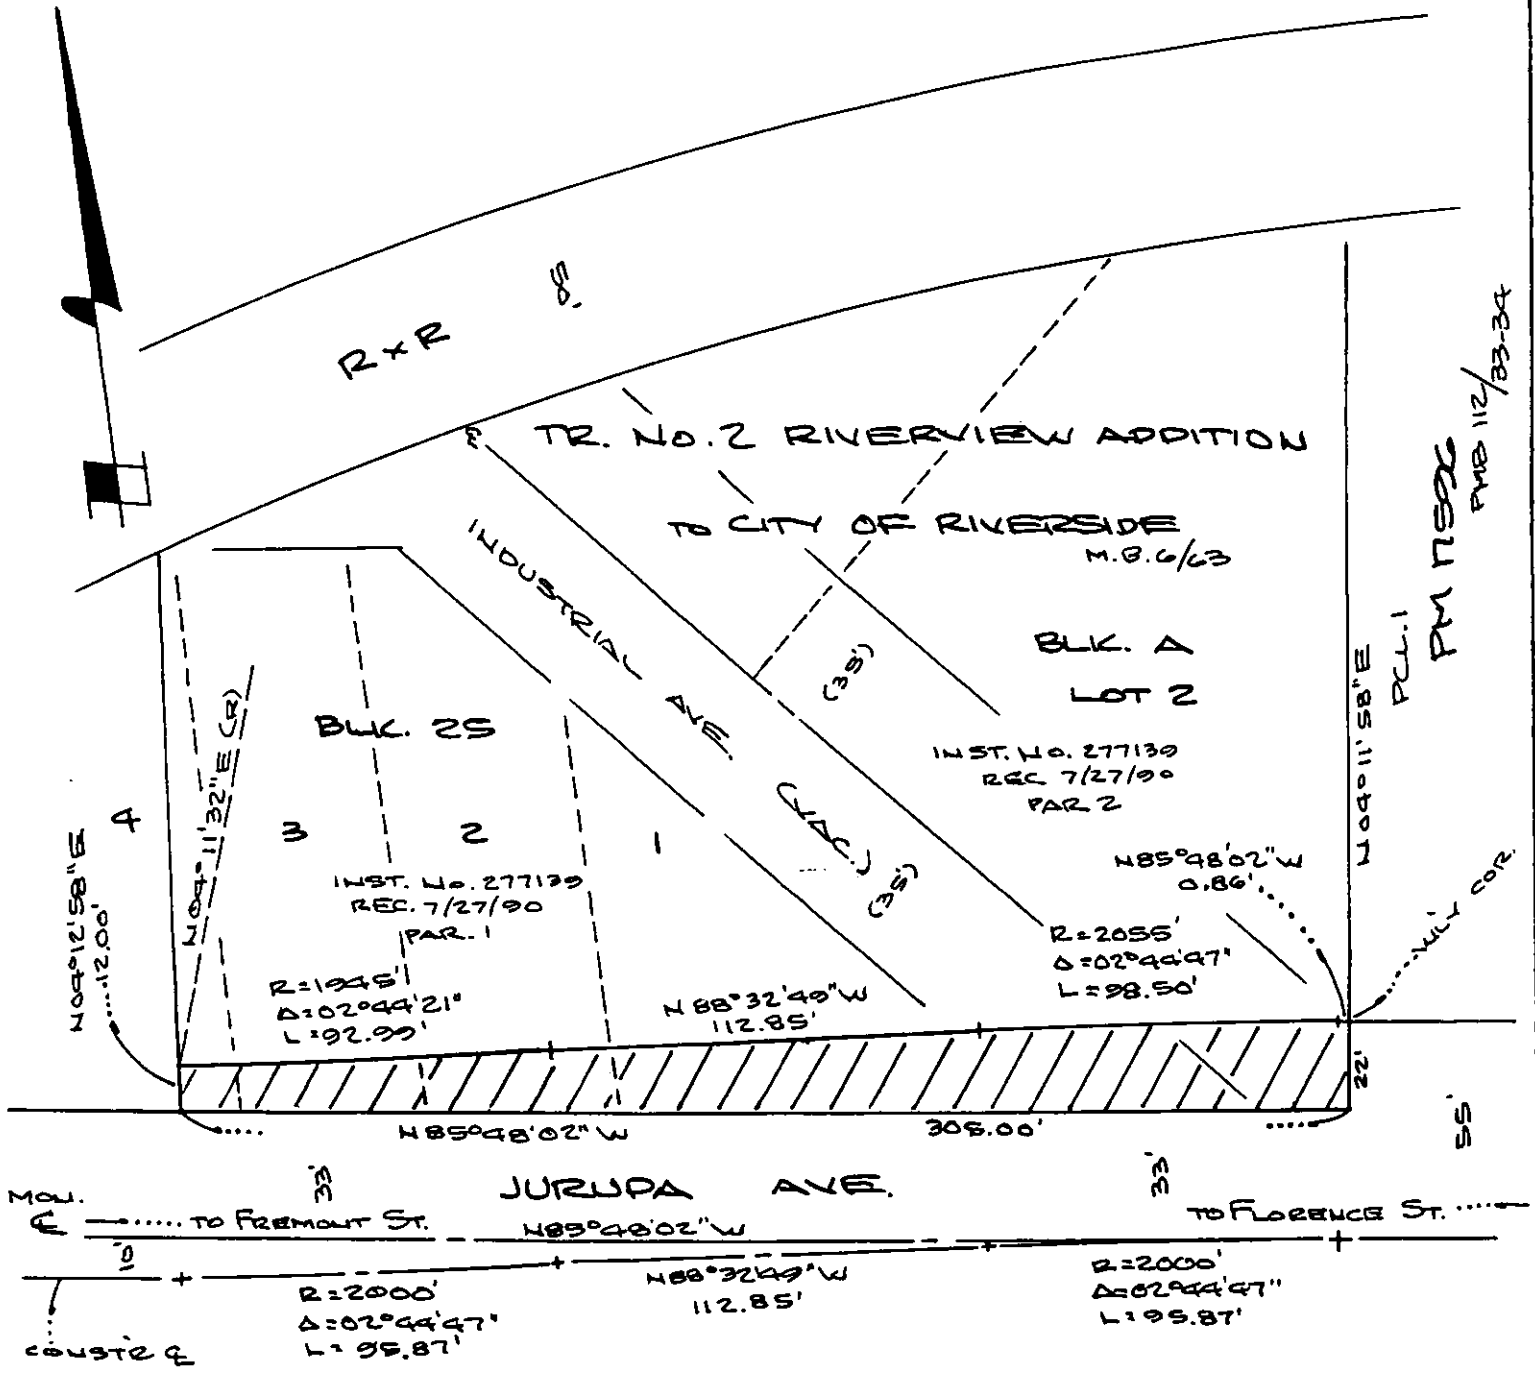 R x R
TR. NO. 2 RIVERVIEW ADDITION
TO CITY OF RIVERSIDE
M.B. 6/63
PM 17596
PMB 112/33-34
PCL. 1
INDUSTRIAL AVE.
(VAC.)
(35')
(35')
BLK. A
LOT 2
INST. NO. 277139
REC. 7/27/90
PAR 2
BLK. 25
4
3
2
1
INST. NO. 277139
REC. 7/27/90
PAR. 1
N04°12'58"E
12.00'
N04°11'32"E (R)
N04°11'58"E
N85°48'02"W
0.86'
WLY COR.
R=1945'
Δ=02°44'21"
L=92.99'
N88°32'49"W
112.85'
R=2055'
Δ=02°44'47"
L=98.50'
22'
55'
N85°48'02"W
305.00'
33'
JURUPA AVE.
33'
MON.
℄
TO FREMONT ST.
N85°48'02"W
TO FLORENCE ST.
10'
R=2000'
Δ=02°44'47"
L=95.87'
N88°32'49"W
112.85'
R=2000'
Δ=02°44'47"
L=95.87'
CONSTR ℄